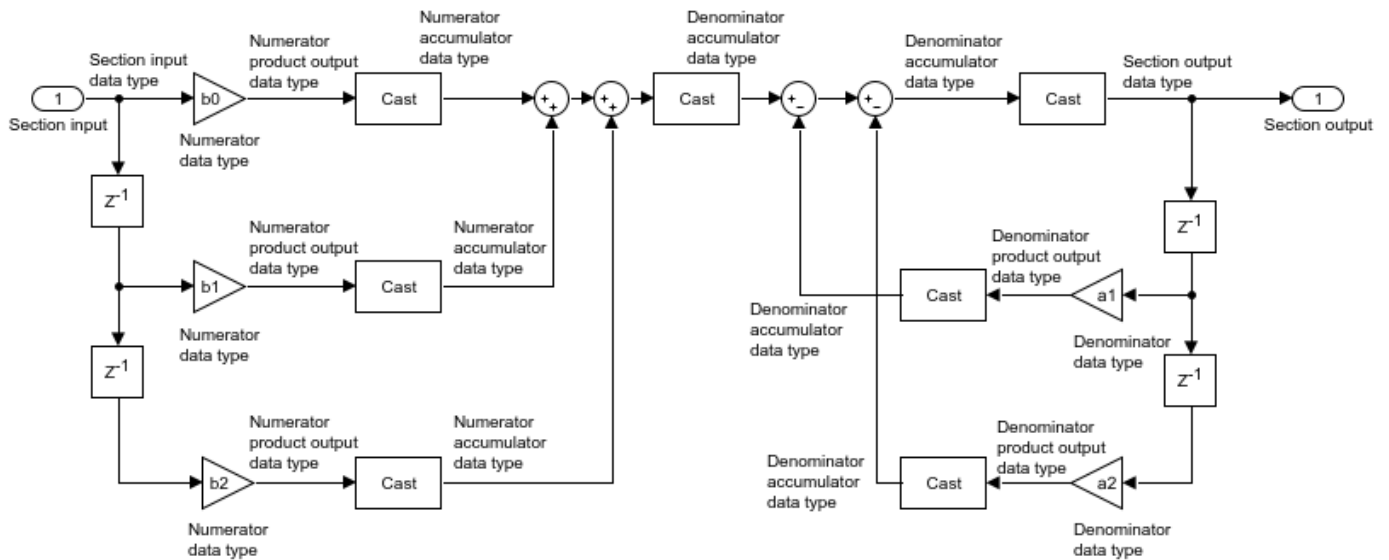 Numerator
accumulator
data type
Denominator
accumulator
data type
Numerator
product output
data type
Denominator
accumulator
data type
Section input
data type
Section output
data type
1
b0
Cast
+
+
+
+
Cast
+
−
+
−
Cast
1
Section input
Section output
Numerator
data type
Z-1
Z-1
Numerator
product output
data type
Numerator
accumulator
data type
Denominator
product output
data type
b1
Cast
Cast
a1
Numerator
data type
Denominator
accumulator
data type
Denominator
data type
Z-1
Z-1
Numerator
product output
data type
Numerator
accumulator
data type
Denominator
product output
data type
Denominator
accumulator
data type
b2
Cast
Cast
a2
Numerator
data type
Denominator
data type